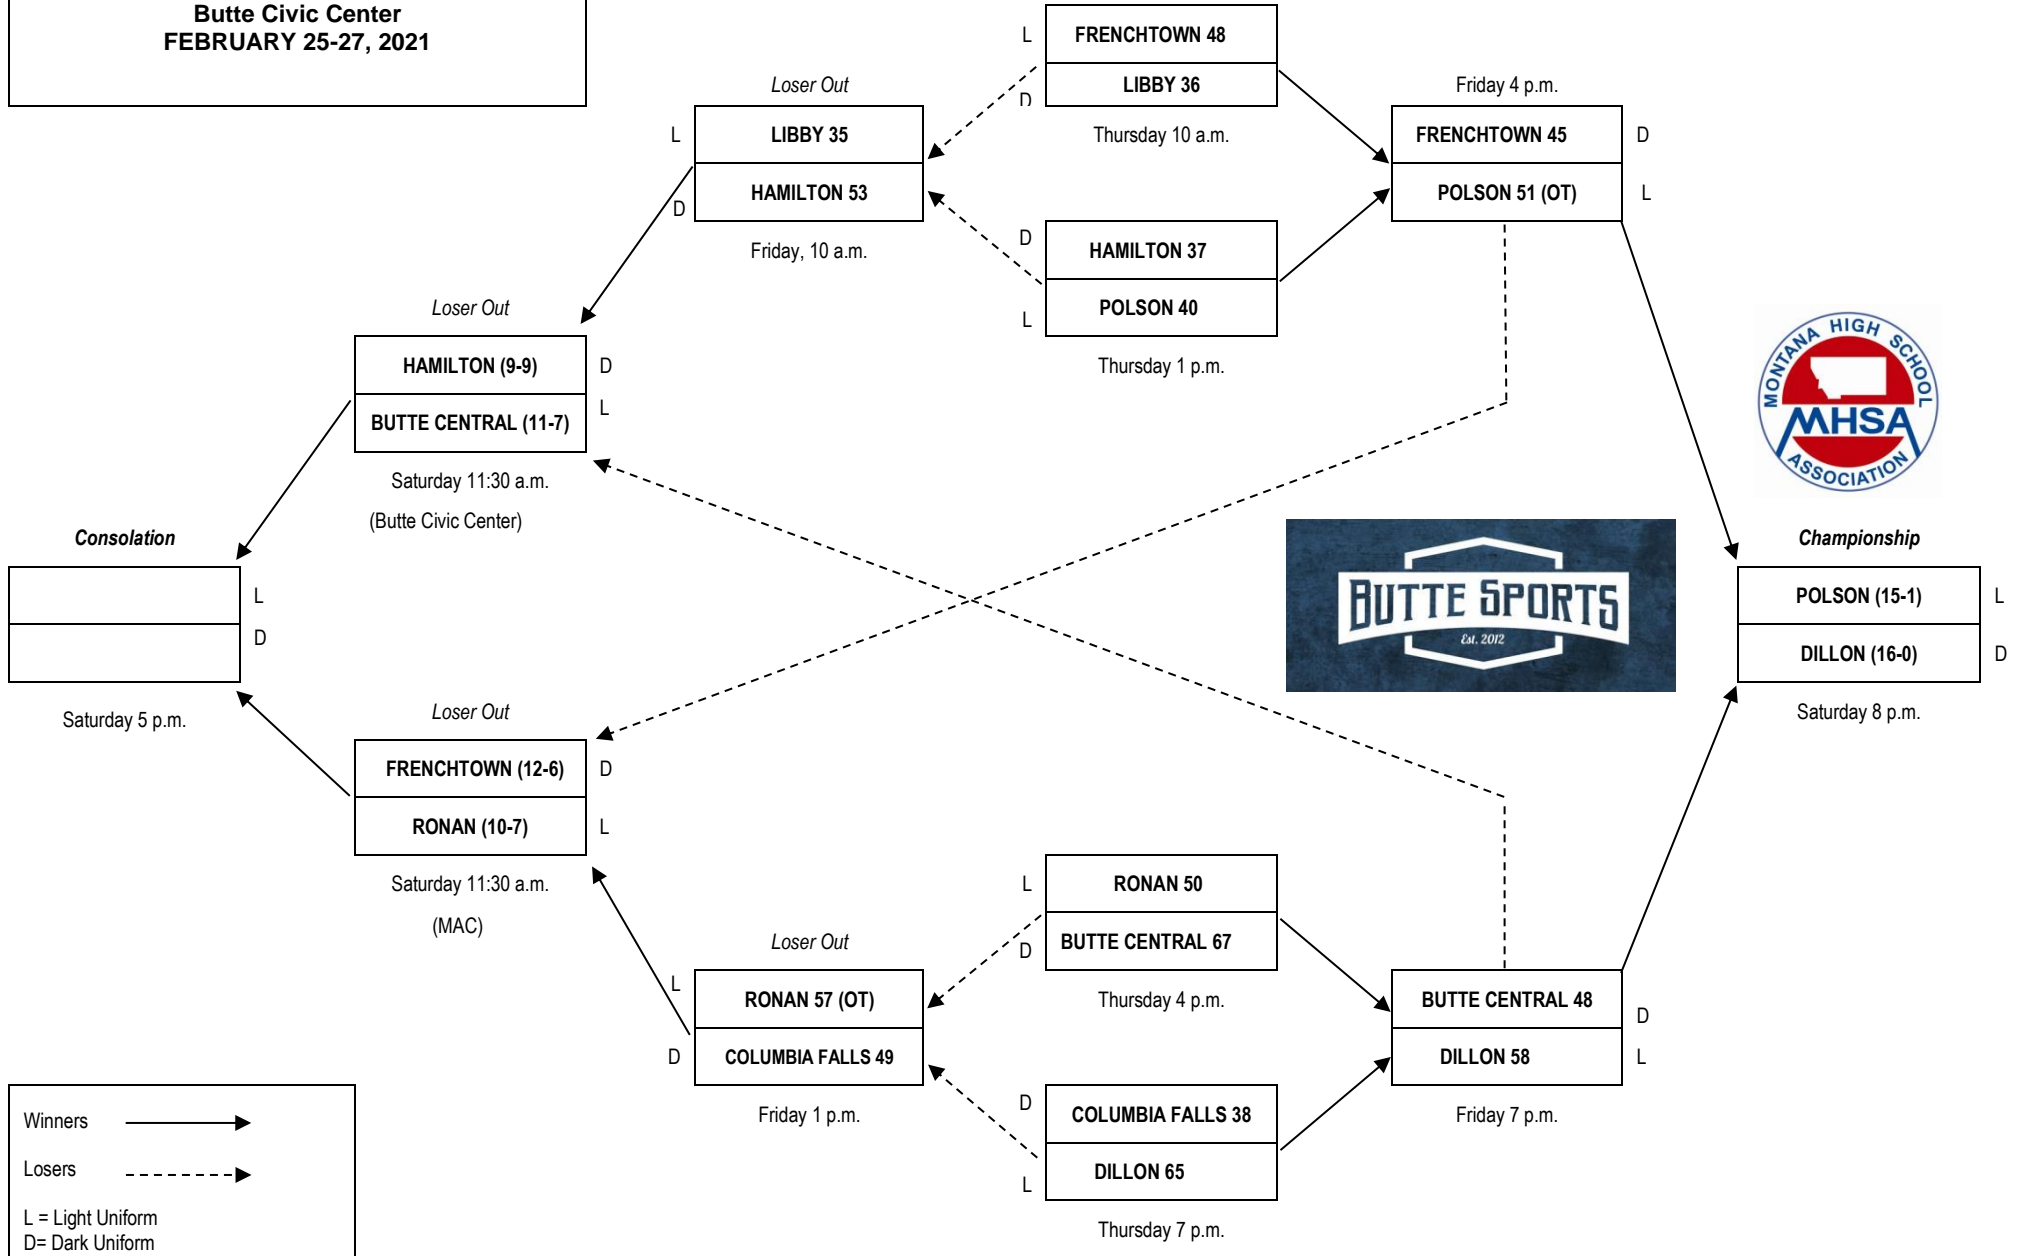 Butte Civic Center
FEBRUARY 25-27, 2021
L
FRENCHTOWN 48
D
LIBBY 36
Thursday 10 a.m.
Loser Out
L
LIBBY 35
D
HAMILTON 53
Friday, 10 a.m.
Friday 4 p.m.
FRENCHTOWN 45
D
POLSON 51 (OT)
L
D
HAMILTON 37
L
POLSON 40
Thursday 1 p.m.
Loser Out
HAMILTON (9-9)
D
BUTTE CENTRAL (11-7)
L
Saturday 11:30 a.m.
(Butte Civic Center)
MONTANA HIGH SCHOOL
MHSA
ASSOCIATION
Consolation
L
D
Saturday 5 p.m.
BUTTE SPORTS
Est. 2012
Championship
POLSON (15-1)
L
DILLON (16-0)
D
Saturday 8 p.m.
Loser Out
FRENCHTOWN (12-6)
D
RONAN (10-7)
L
Saturday 11:30 a.m.
(MAC)
L
RONAN 50
D
BUTTE CENTRAL 67
Thursday 4 p.m.
Loser Out
L
RONAN 57 (OT)
D
COLUMBIA FALLS 49
Friday 1 p.m.
BUTTE CENTRAL 48
D
DILLON 58
L
Friday 7 p.m.
D
COLUMBIA FALLS 38
L
DILLON 65
Thursday 7 p.m.
Winners
Losers
L = Light Uniform
D= Dark Uniform